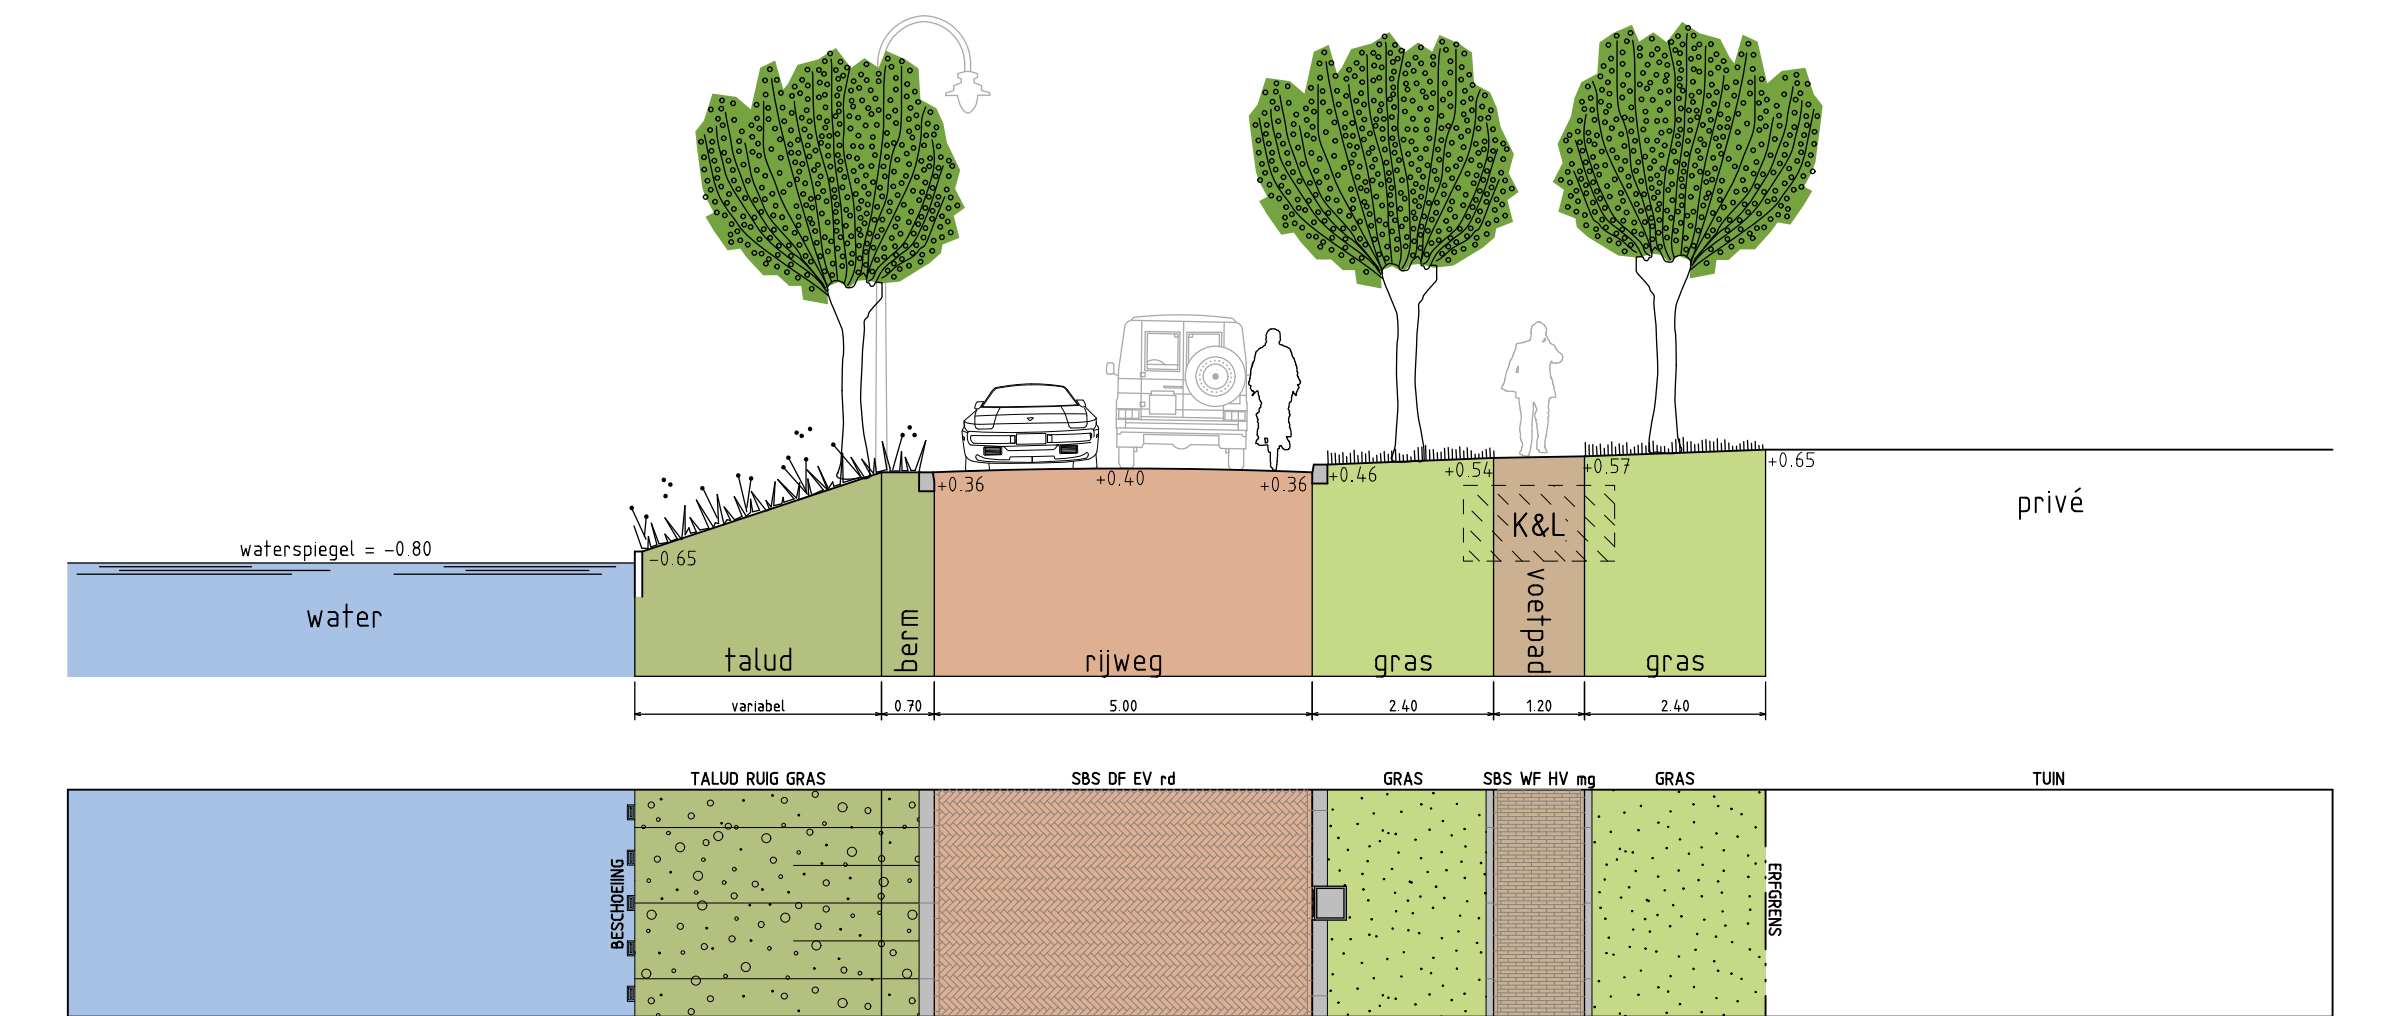 waterspiegel = -0.80
-0.65
+0.36
+0.40
+0.36
+0.46
+0.54
+0.57
+0.65
privé
K&L
water
talud
berm
rijweg
gras
voetpad
gras
variabel
0.70
5.00
2.40
1.20
2.40
TALUD RUIG GRAS
SBS DF EV rd
GRAS
SBS WF HV mg
GRAS
TUIN
BESCHOEIING
ERFGRENS